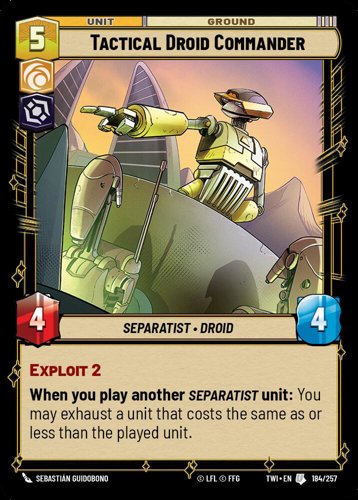 UNIT
GROUND
5
TACTICAL DROID COMMANDER
4
4
SEPARATIST • DROID
EXPLOIT 2
When you play another SEPARATIST unit: You
may exhaust a unit that costs the same as or
less than the played unit.
SEBASTIÁN GUIDOBONO
© LFL © FFG
TWI • EN
184/257